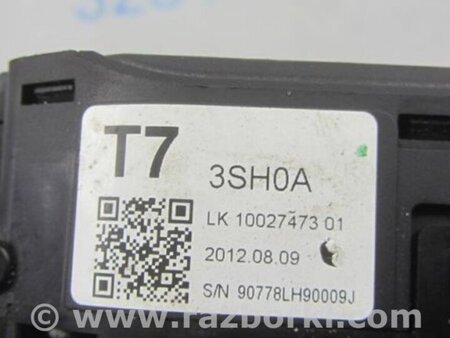 T7
3SH0A
LK 10027473 01
2012.08.09
S/N 90778LH90009J
© www.razborki.com